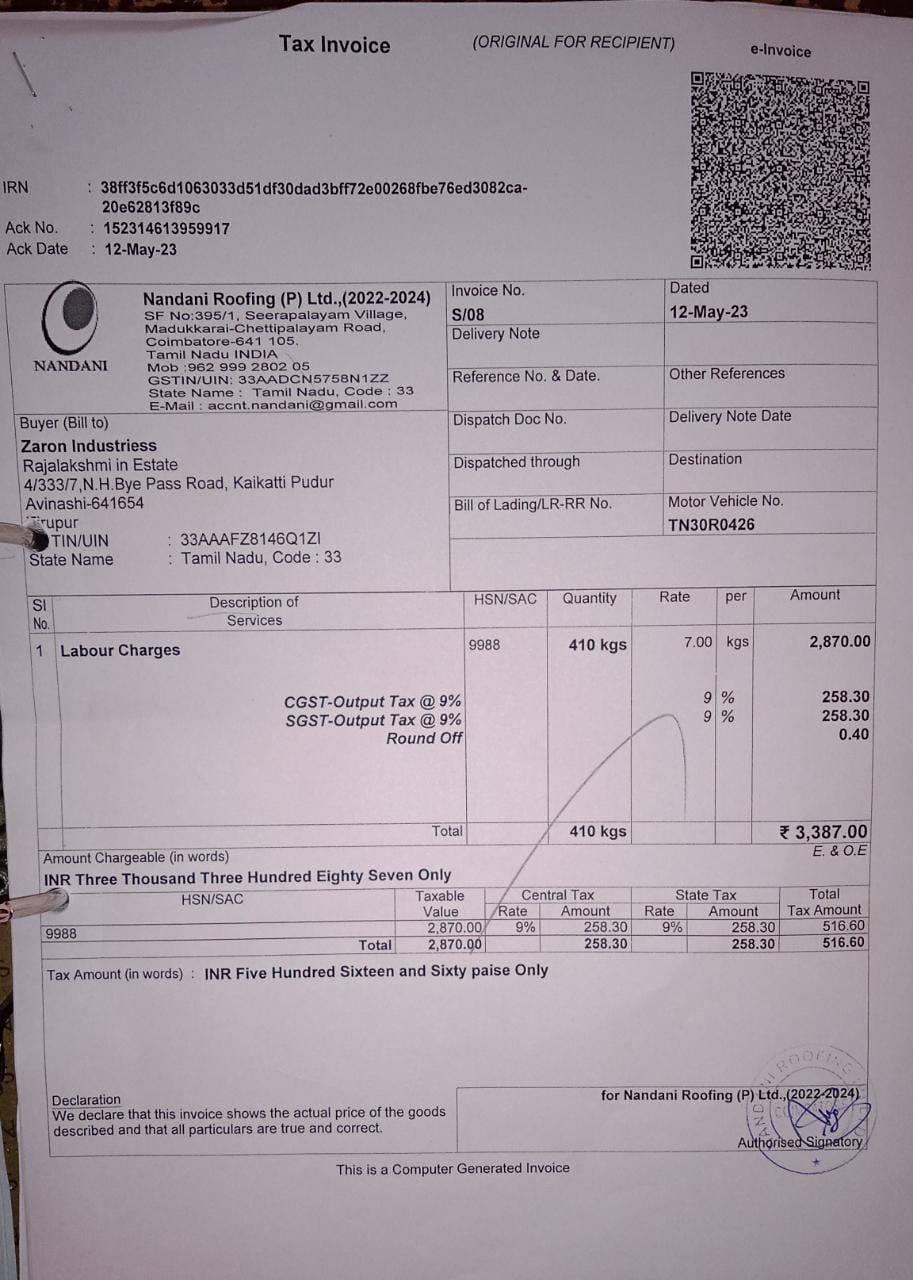 Tax Invoice
(ORIGINAL FOR RECIPIENT)
e-Invoice
IRN : 38ff3f5c6d1063033d51df30dad3bff72e00268fbe76ed3082ca-
20e62813f89c
Ack No. : 152314613959917
Ack Date : 12-May-23
NANDANI
Nandani Roofing (P) Ltd.,(2022-2024)
SF No:395/1, Seerapalayam Village,
Madukkarai-Chettipalayam Road,
Coimbatore-641 105.
Tamil Nadu INDIA
Mob :962 999 2802 05
GSTIN/UIN: 33AADCN5758N1ZZ
State Name : Tamil Nadu, Code : 33
E-Mail : accnt.nandani@gmail.com
Invoice No.
S/08
Dated
12-May-23
Delivery Note
Reference No. & Date.
Other References
Buyer (Bill to)
Zaron Industriess
Rajalakshmi in Estate
4/333/7,N.H.Bye Pass Road, Kaikatti Pudur
Avinashi-641654
rupur
TIN/UIN : 33AAAFZ8146Q1ZI
State Name : Tamil Nadu, Code : 33
Dispatch Doc No.
Delivery Note Date
Dispatched through
Destination
Bill of Lading/LR-RR No.
Motor Vehicle No.
TN30R0426
Sl No. Description of Services HSN/SAC Quantity Rate per Amount
1 Labour Charges 9988 410 kgs 7.00 kgs 2,870.00
CGST-Output Tax @ 9% 9 % 258.30
SGST-Output Tax @ 9% 9 % 258.30
Round Off 0.40
Total 410 kgs ₹ 3,387.00
Amount Chargeable (in words) E. & O.E
INR Three Thousand Three Hundred Eighty Seven Only
HSN/SAC Taxable Value Central Tax State Tax Total Tax Amount
Rate Amount Rate Amount
9988 2,870.00 9% 258.30 9% 258.30 516.60
Total 2,870.00 258.30 258.30 516.60
Tax Amount (in words) : INR Five Hundred Sixteen and Sixty paise Only
Declaration
We declare that this invoice shows the actual price of the goods
described and that all particulars are true and correct.
for Nandani Roofing (P) Ltd.,(2022-2024)
Authorised Signatory
This is a Computer Generated Invoice